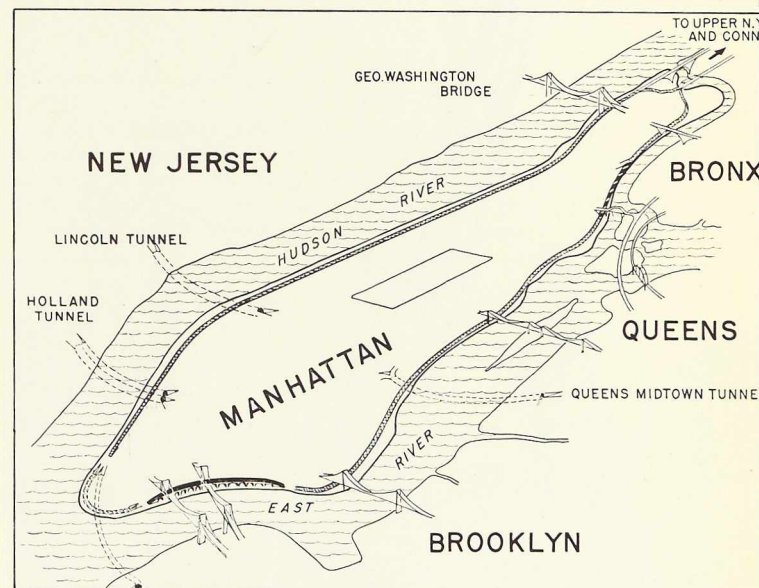 TO UPPER N.Y
AND CONN
GEO. WASHINGTON
BRIDGE
NEW JERSEY
BRONX
HUDSON RIVER
LINCOLN TUNNEL
HOLLAND
TUNNEL
QUEENS
MANHATTAN
QUEENS MIDTOWN TUNNE
EAST RIVER
BROOKLYN